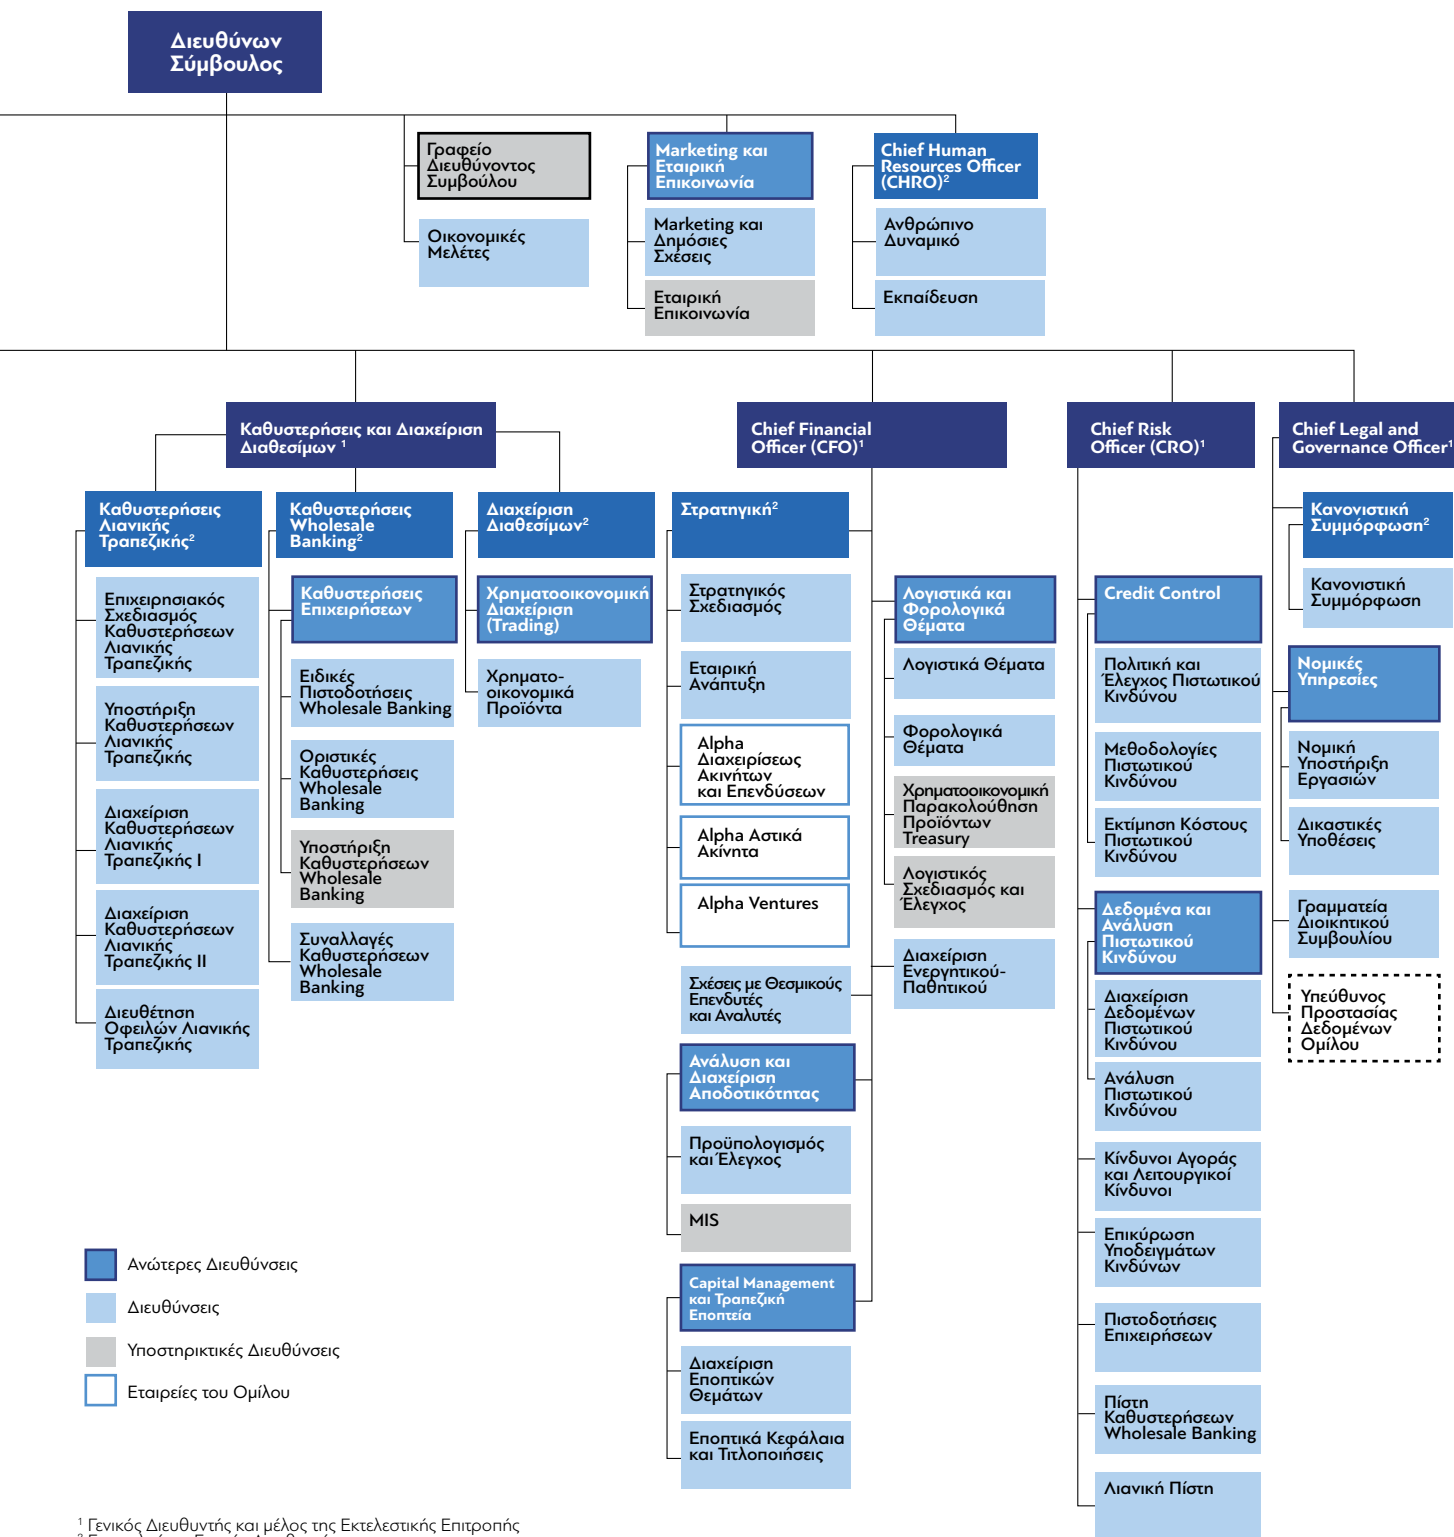 Διευθύνων
Σύμβουλος
Γραφείο
Διευθύνοντος
Συμβούλου
Οικονομικές
Μελέτες
Marketing και
Εταιρική
Επικοινωνία
Marketing και
Δημόσιες
Σχέσεις
Εταιρική
Επικοινωνία
Chief Human
Resources Officer
(CHRO)²
Ανθρώπινο
Δυναμικό
Εκπαίδευση
Καθυστερήσεις και Διαχείριση
Διαθεσίμων ¹
Καθυστερήσεις
Λιανικής
Τραπεζικής²
Επιχειρησιακός
Σχεδιασμός
Καθυστερήσεων
Λιανικής
Τραπεζικής
Υποστήριξη
Καθυστερήσεων
Λιανικής
Τραπεζικής
Διαχείριση
Καθυστερήσεων
Λιανικής
Τραπεζικής Ι
Διαχείριση
Καθυστερήσεων
Λιανικής
Τραπεζικής ΙΙ
Διευθέτηση
Οφειλών Λιανικής
Τραπεζικής
Καθυστερήσεις
Wholesale
Banking²
Καθυστερήσεις
Επιχειρήσεων
Ειδικές
Πιστοδοτήσεις
Wholesale Banking
Οριστικές
Καθυστερήσεις
Wholesale
Banking
Υποστήριξη
Καθυστερήσεων
Wholesale
Banking
Συναλλαγές
Καθυστερήσεων
Wholesale
Banking
Διαχείριση
Διαθεσίμων²
Χρηματοοικονομική
Διαχείριση
(Trading)
Χρηματο-
οικονομικά
Προϊόντα
Chief Financial
Officer (CFO)¹
Στρατηγική²
Στρατηγικός
Σχεδιασμός
Εταιρική
Ανάπτυξη
Alpha
Διαχειρίσεως
Ακινήτων
και Επενδύσεων
Alpha Αστικά
Ακίνητα
Alpha Ventures
Σχέσεις με Θεσμικούς
Επενδυτές
και Αναλυτές
Ανάλυση και
Διαχείριση
Αποδοτικότητας
Προϋπολογισμός
και Έλεγχος
MIS
Capital Management
και Τραπεζική
Εποπτεία
Διαχείριση
Εποπτικών
Θεμάτων
Εποπτικά Κεφάλαια
και Τιτλοποιήσεις
Λογιστικά και
Φορολογικά
Θέματα
Λογιστικά Θέματα
Φορολογικά
Θέματα
Χρηματοοικονομική
Παρακολούθηση
Προϊόντων
Treasury
Λογιστικός
Σχεδιασμός και
Έλεγχος
Διαχείριση
Ενεργητικού-
Παθητικού
Chief Risk
Officer (CRO)¹
Credit Control
Πολιτική και
Έλεγχος Πιστωτικού
Κινδύνου
Μεθοδολογίες
Πιστωτικού
Κινδύνου
Εκτίμηση Κόστους
Πιστωτικού
Κινδύνου
Δεδομένα και
Ανάλυση
Πιστωτικού
Κινδύνου
Διαχείριση
Δεδομένων
Πιστωτικού
Κινδύνου
Ανάλυση
Πιστωτικού
Κινδύνου
Κίνδυνοι Αγοράς
και Λειτουργικοί
Κίνδυνοι
Επικύρωση
Υποδειγμάτων
Κινδύνων
Πιστοδοτήσεις
Επιχειρήσεων
Πίστη
Καθυστερήσεων
Wholesale Banking
Λιανική Πίστη
Chief Legal and
Governance Officer¹
Κανονιστική
Συμμόρφωση²
Κανονιστική
Συμμόρφωση
Νομικές
Υπηρεσίες
Νομική
Υποστήριξη
Εργασιών
Δικαστικές
Υποθέσεις
Γραμματεία
Διοικητικού
Συμβουλίου
Υπεύθυνος
Προστασίας
Δεδομένων
Ομίλου
Ανώτερες Διευθύνσεις
Διευθύνσεις
Υποστηρικτικές Διευθύνσεις
Εταιρείες του Ομίλου
¹ Γενικός Διευθυντής και μέλος της Εκτελεστικής Επιτροπής